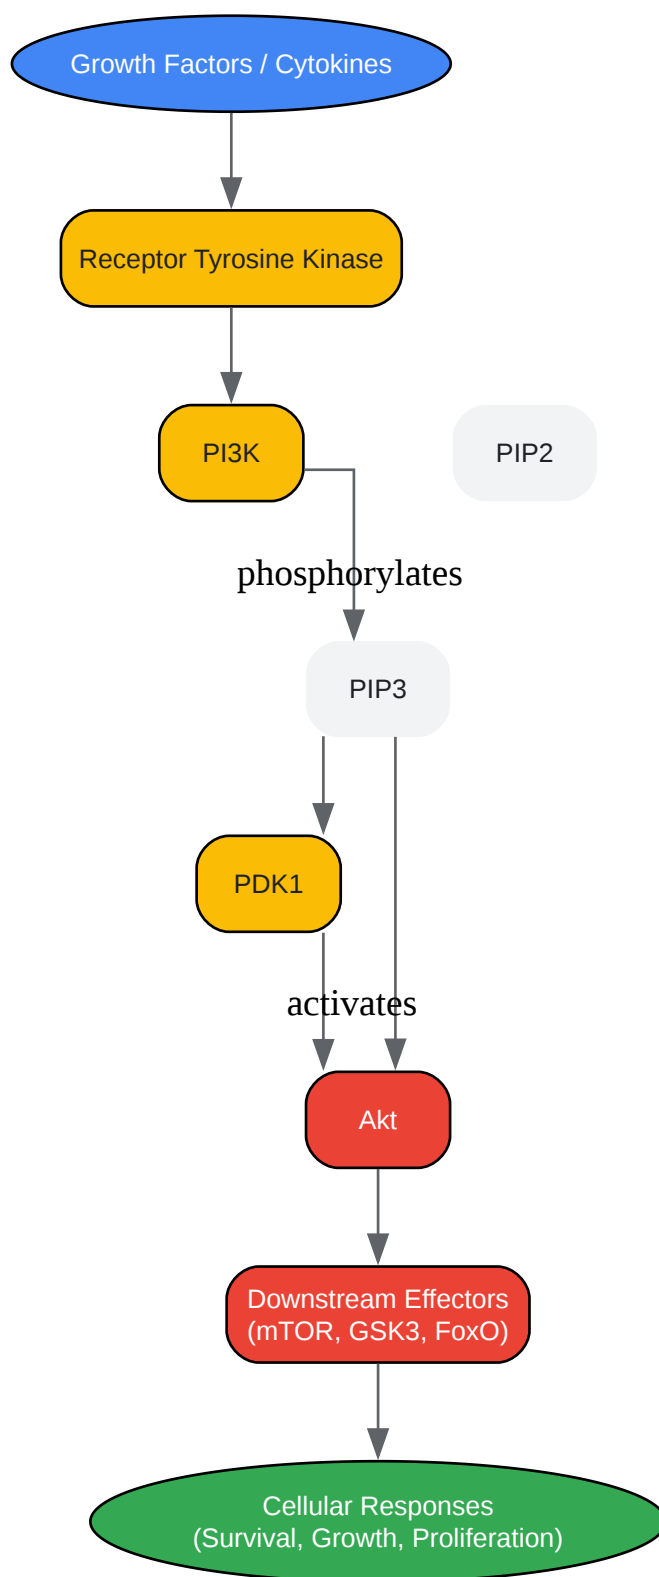 Growth Factors / Cytokines
Receptor Tyrosine Kinase
PI3K
PIP2
phosphorylates
PIP3
PDK1
activates
Akt
Downstream Effectors
(mTOR, GSK3, FoxO)
Cellular Responses
(Survival, Growth, Proliferation)